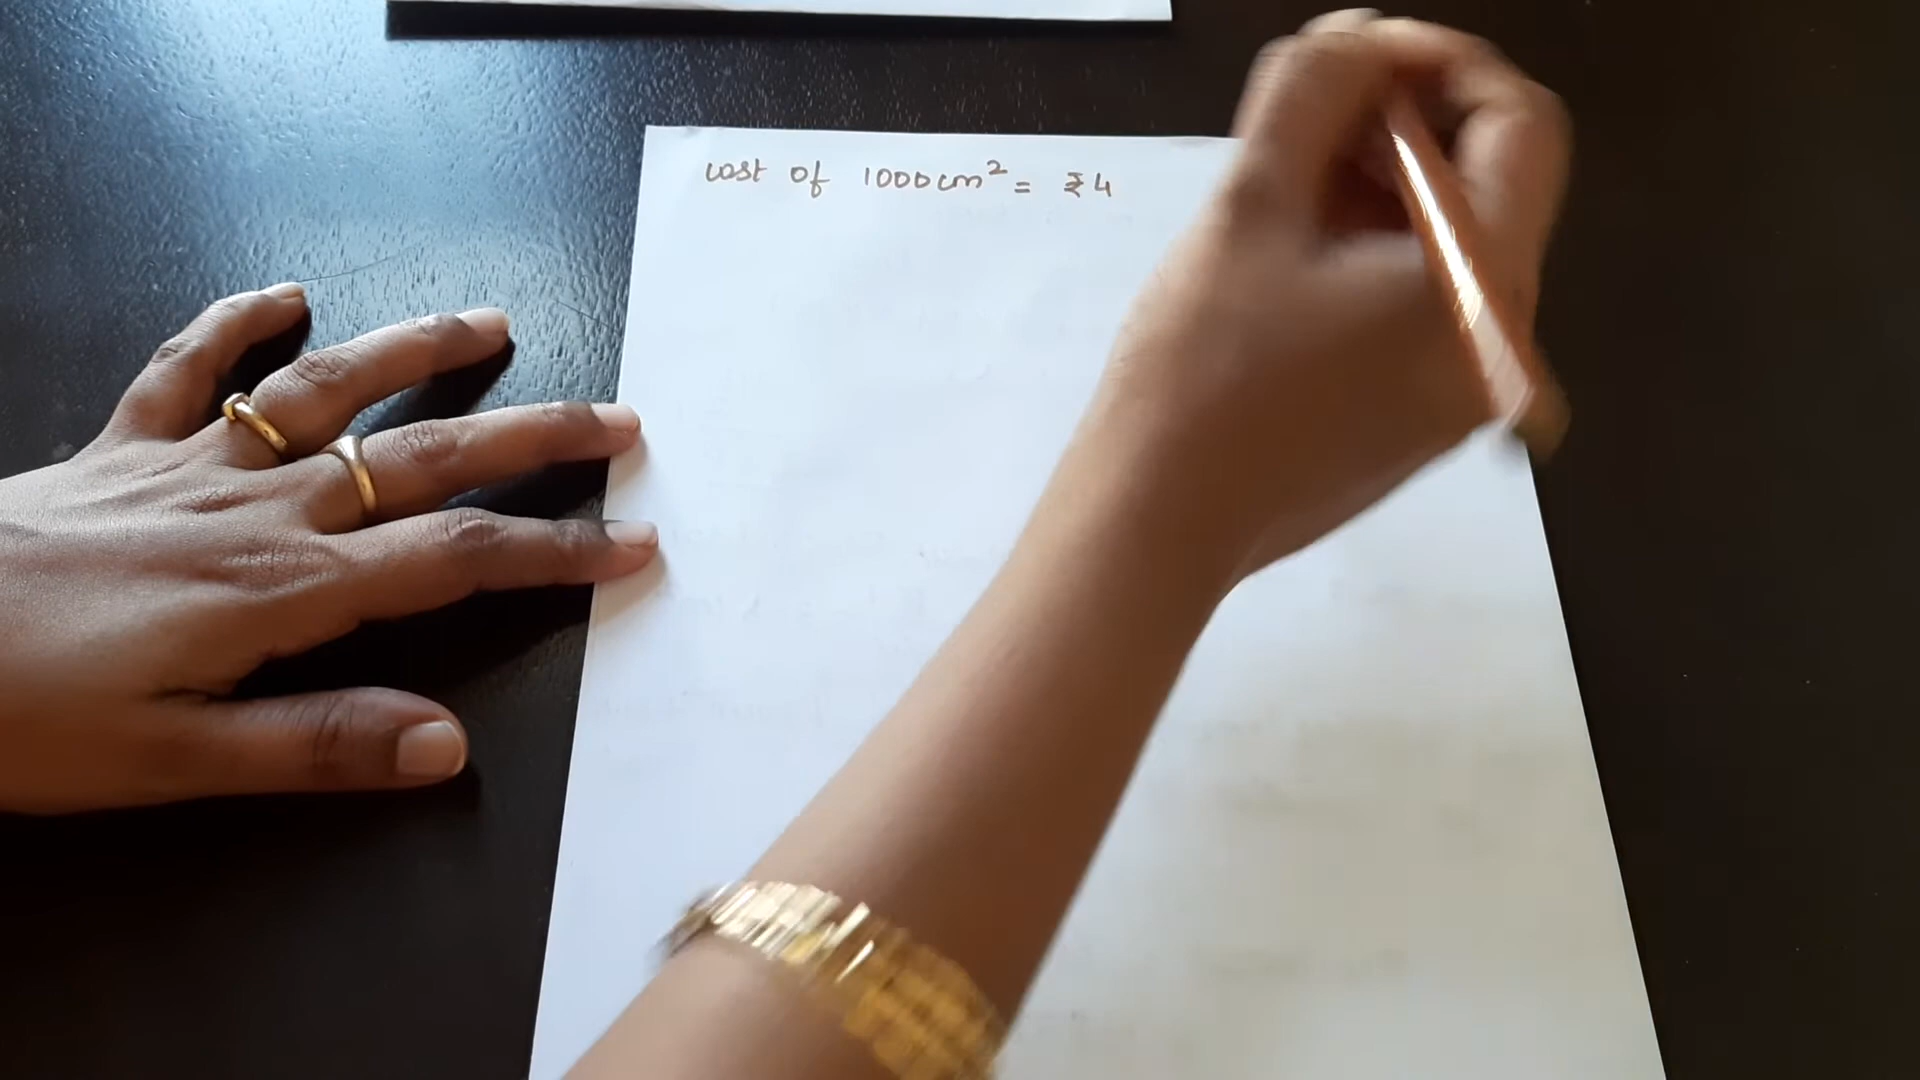 cost of 1000cm² = ₹4